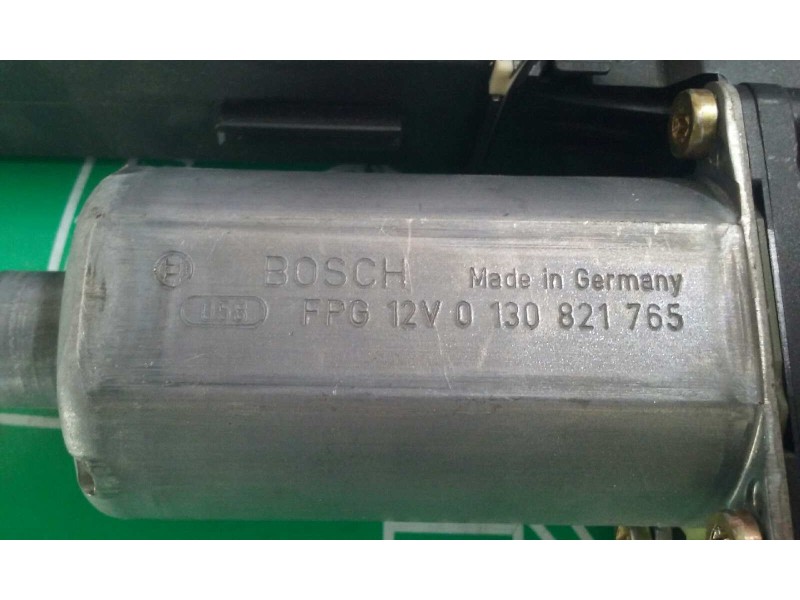 BOSCH Made in Germany
FPG 12V 0 130 821 765